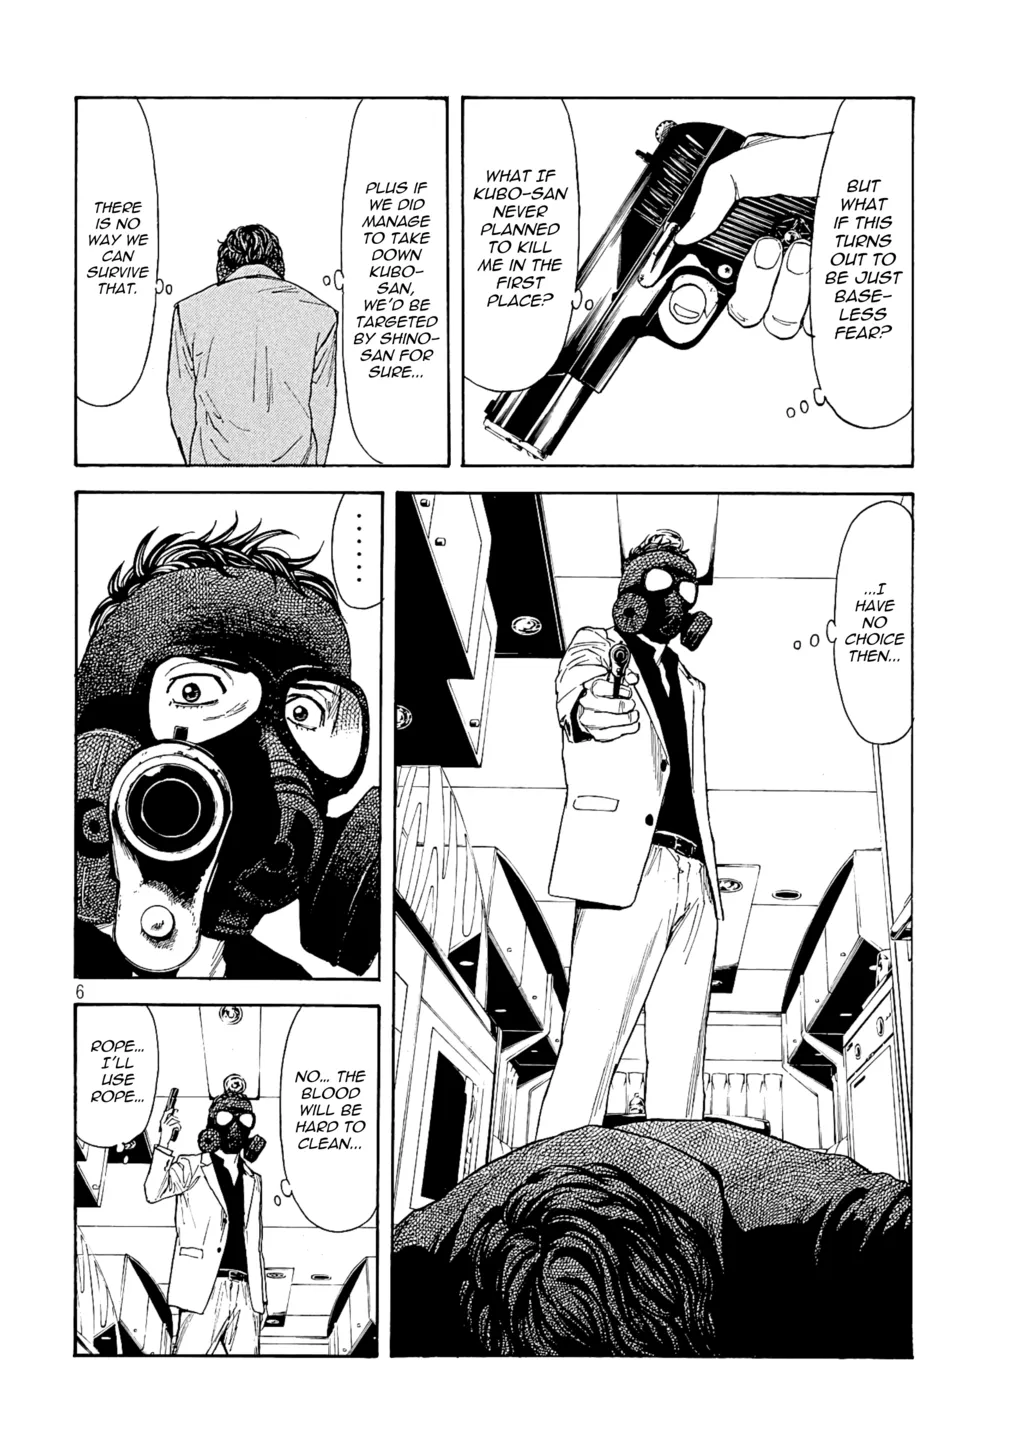 BUT
WHAT
IF THIS
TURNS
OUT TO
BE JUST
BASE-
LESS
FEAR?
WHAT IF
KUBO-SAN
NEVER
PLANNED
TO KILL
ME IN THE
FIRST
PLACE?
PLUS IF
WE DID
MANAGE
TO TAKE
DOWN
KUBO-
SAN,
WE'D BE
TARGETED
BY SHINO-
SAN FOR
SURE...
THERE
IS NO
WAY WE
CAN
SURVIVE
THAT.
...I
HAVE
NO
CHOICE
THEN...
......
6
NO... THE
BLOOD
WILL BE
HARD TO
CLEAN...
ROPE...
I'LL
USE
ROPE...